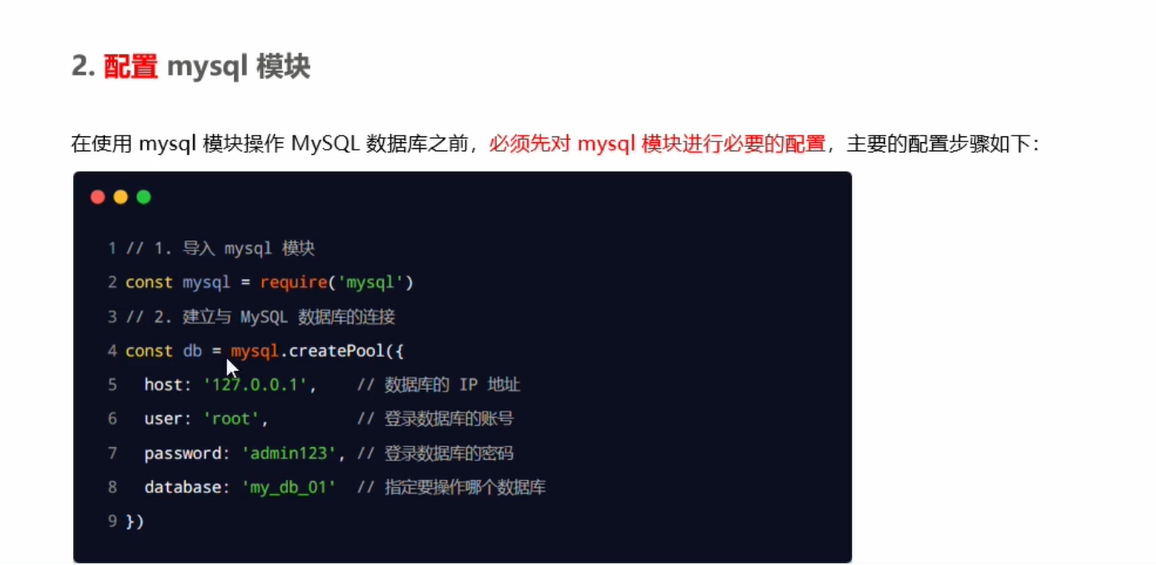 2. 配置 mysql 模块
在使用 mysql 模块操作 MySQL 数据库之前，必须先对 mysql 模块进行必要的配置，主要的配置步骤如下：
1 // 1. 导入 mysql 模块
2 const mysql = require('mysql')
3 // 2. 建立与 MySQL 数据库的连接
4 const db = mysql.createPool({
5   host: '127.0.0.1',    // 数据库的 IP 地址
6   user: 'root',         // 登录数据库的账号
7   password: 'admin123', // 登录数据库的密码
8   database: 'my_db_01'  // 指定要操作哪个数据库
9 })